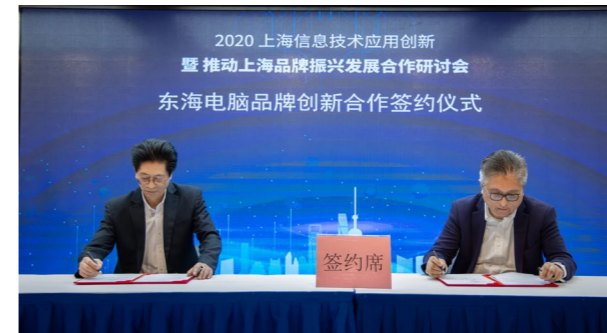 2020 上海信息技术应用创新
暨 推动上海品牌振兴发展合作研讨会
东海电脑品牌创新合作签约仪式
签约席